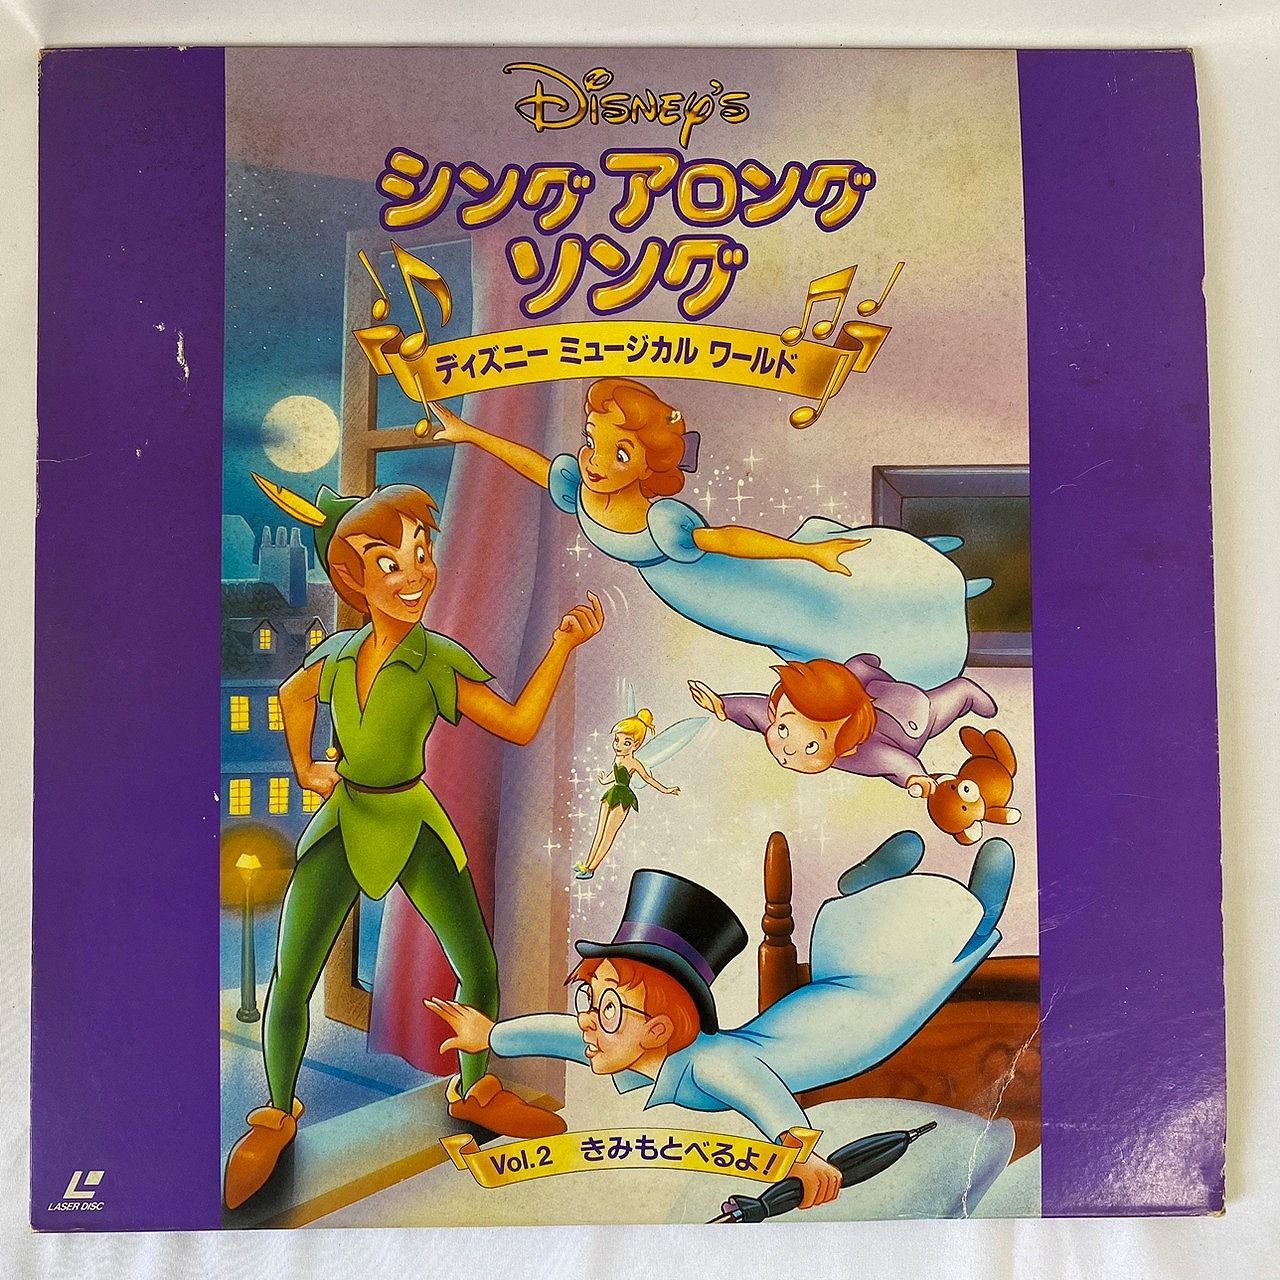 Disney's
シング アロング
ソング
ディズニー ミュージカル ワールド
Vol.2 きみもとべるよ!
LASER DISC